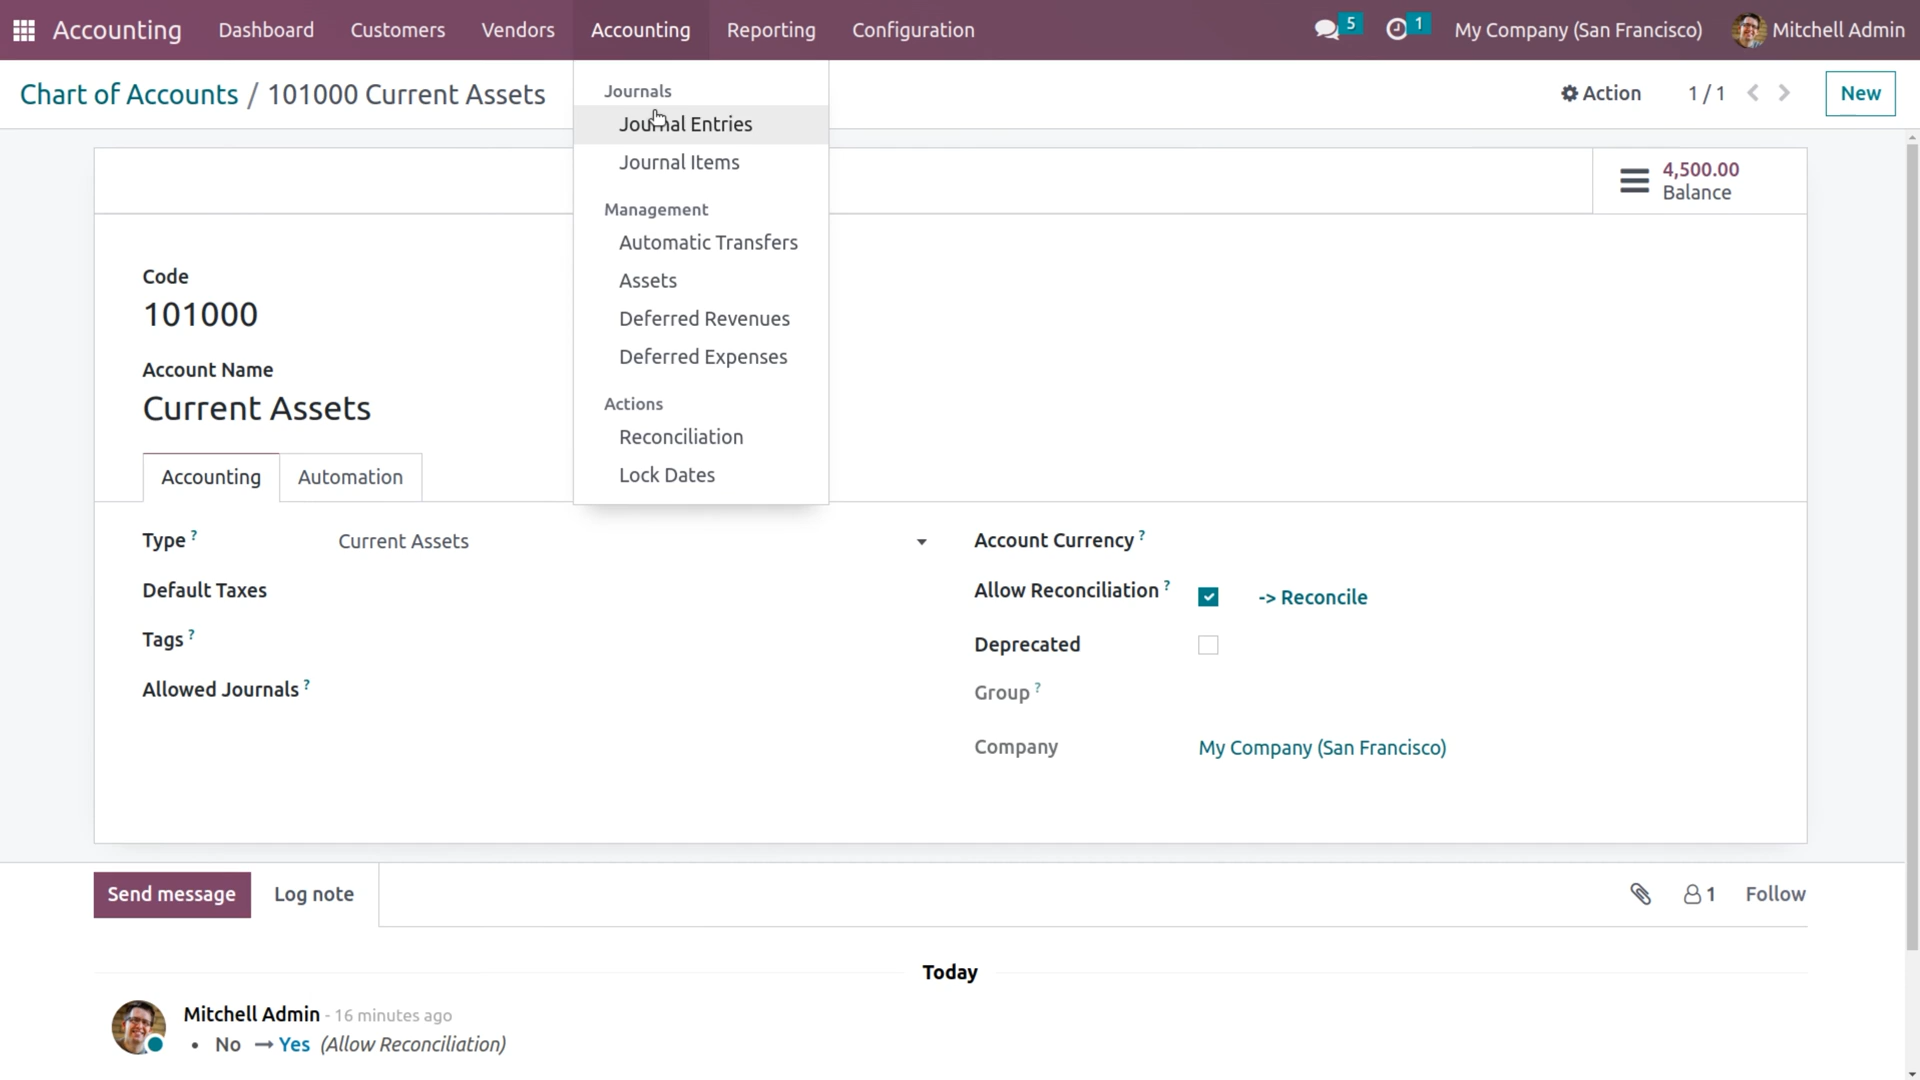 Accounting Dashboard Customers Vendors Accounting Reporting Configuration 5 1 My Company (San Francisco) Mitchell Admin
Chart of Accounts / 101000 Current Assets
Action 1 / 1 New
Journals
Journal Entries
Journal Items
Management
Automatic Transfers
Assets
Deferred Revenues
Deferred Expenses
Actions
Reconciliation
Lock Dates
4,500.00
Balance
Code
101000
Account Name
Current Assets
Accounting Automation
Type ? Current Assets
Default Taxes
Tags ?
Allowed Journals ?
Account Currency ?
Allow Reconciliation ? -> Reconcile
Deprecated
Group ?
Company My Company (San Francisco)
Send message Log note 1 Follow
Today
Mitchell Admin - 16 minutes ago
• No → Yes (Allow Reconciliation)